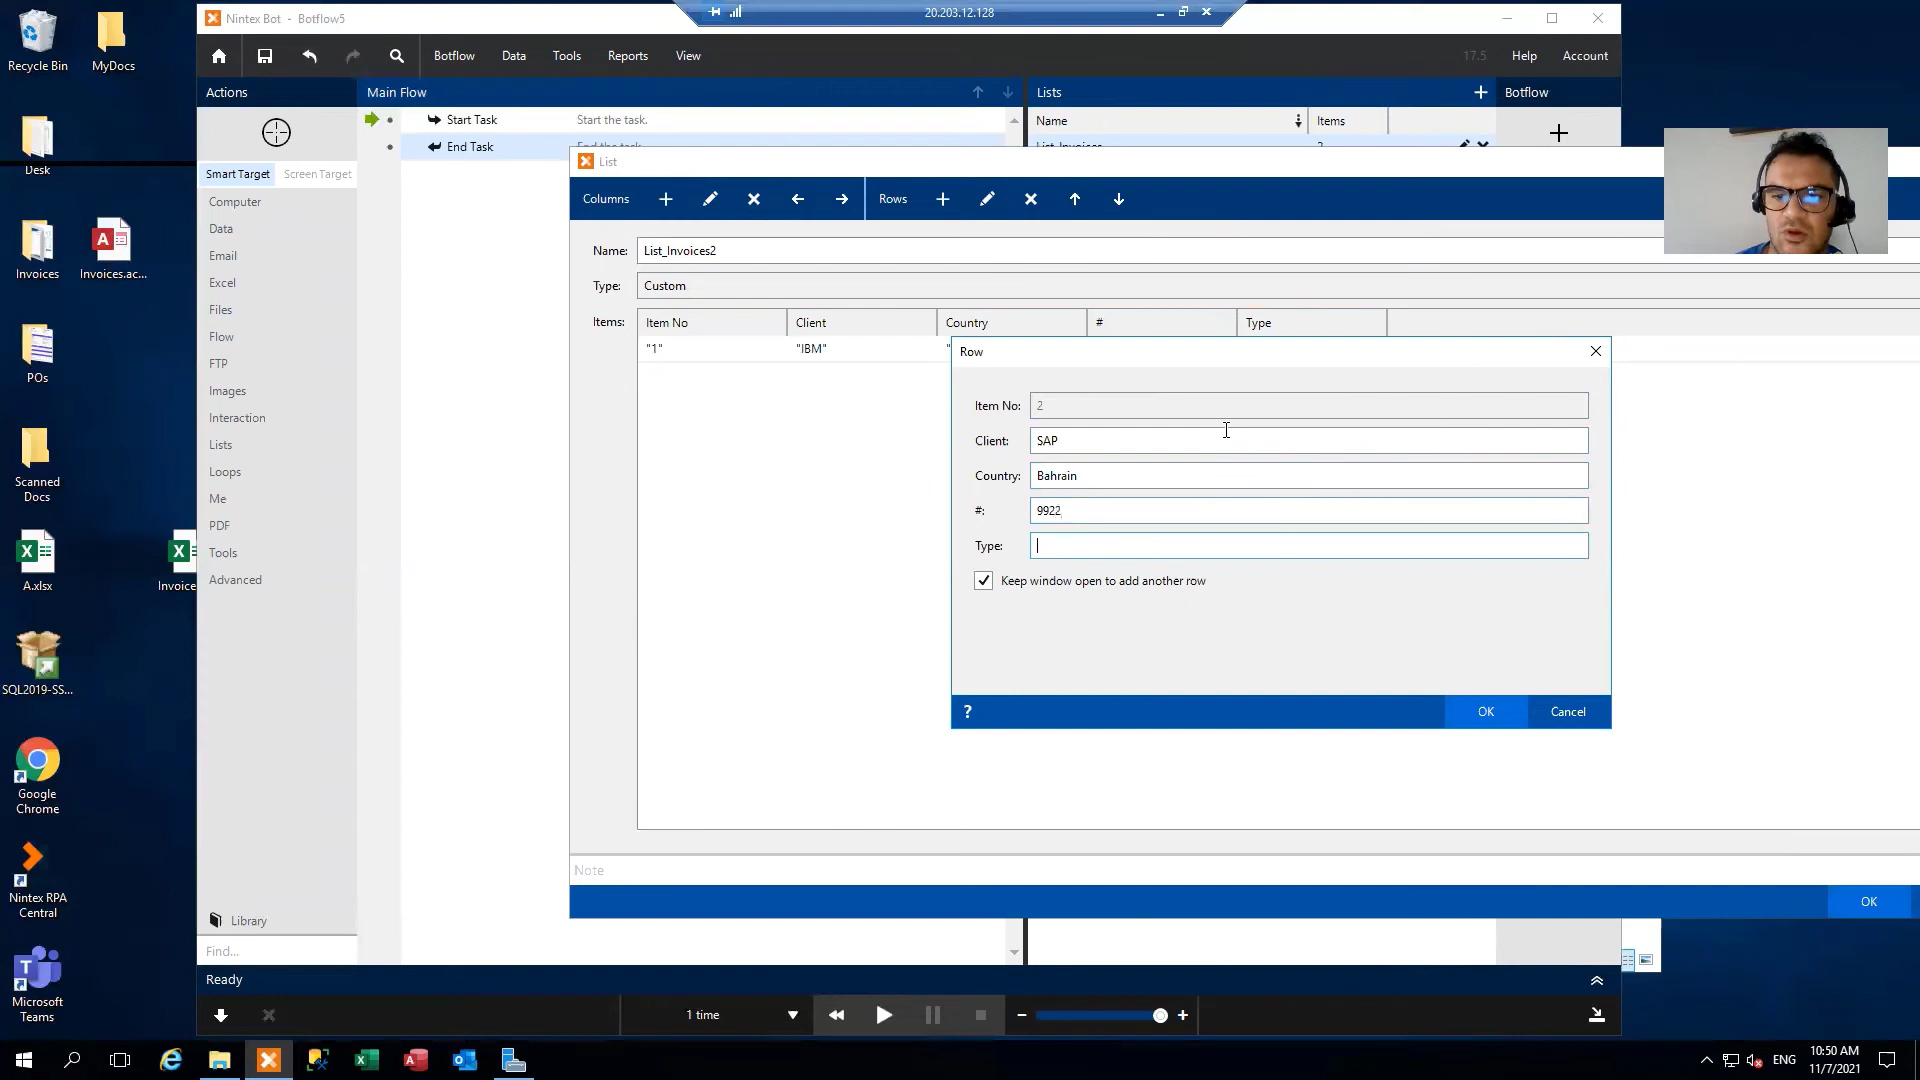 20.203.12.128
Nintex Bot - Botflow5
Recycle Bin
MyDocs
Botflow
Data
Tools
Reports
View
17.5
Help
Account
Actions
Main Flow
Lists
Botflow
Start Task
Start the task.
Name
Items
End Task
End the task.
List_Invoices
2
Smart Target
Screen Target
Computer
Data
Email
Excel
Files
Flow
FTP
Images
Interaction
Lists
Loops
Me
PDF
Tools
Advanced
Library
Find...
Ready
Desk
Invoices
Invoices.ac...
POs
Scanned
Docs
A.xlsx
Invoice
SQL2019-SS...
Google
Chrome
Nintex RPA
Central
Microsoft
Teams
List
Columns
Rows
Name:
List_Invoices2
Type:
Custom
Items:
Item No
Client
Country
#
Type
"1"
"IBM"
Row
Item No:
2
Client:
SAP
Country:
Bahrain
#:
9922
Type:
Keep window open to add another row
?
OK
Cancel
Note
OK
1 time
ENG
10:50 AM
11/7/2021